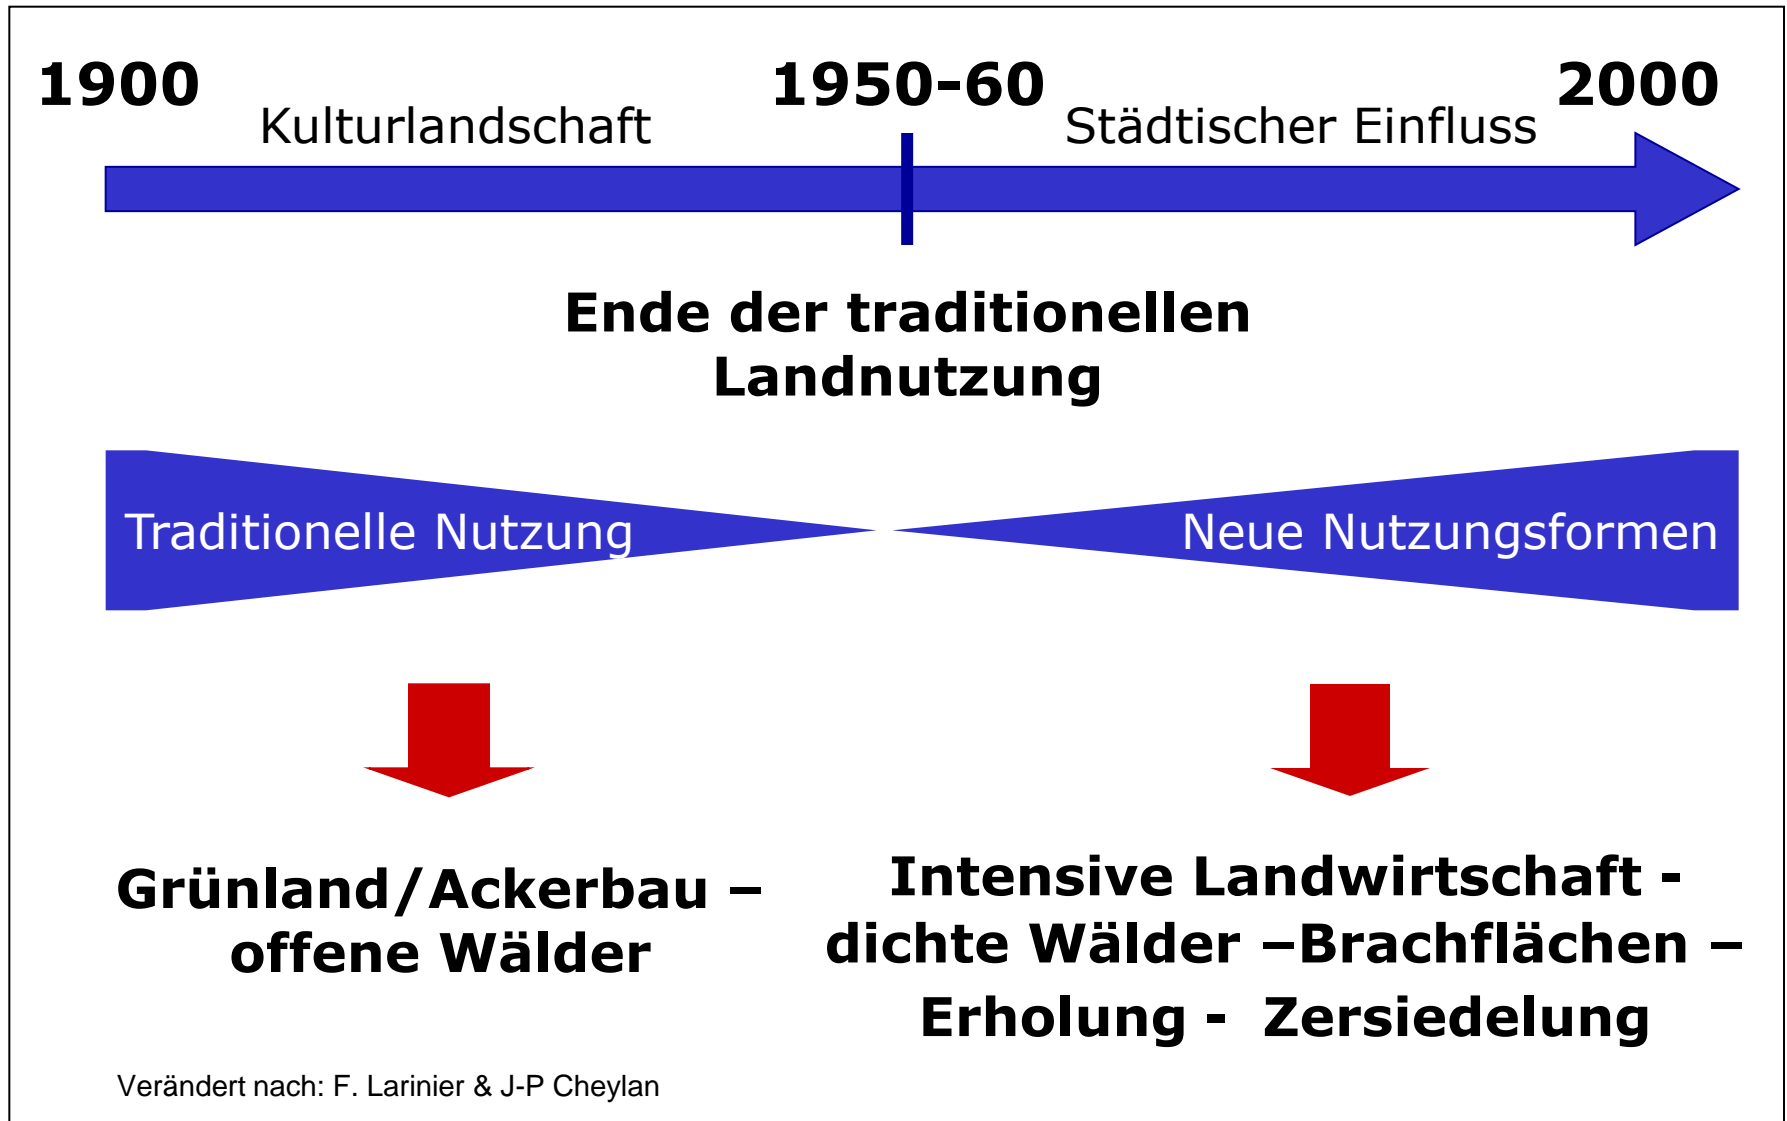 1900
1950-60
2000
Kulturlandschaft
Städtischer Einfluss
Ende der traditionellen
Landnutzung
Traditionelle Nutzung
Neue Nutzungsformen
Grünland/Ackerbau –
offene Wälder
Intensive Landwirtschaft -
dichte Wälder –Brachflächen –
Erholung - Zersiedelung
Verändert nach: F. Larinier & J-P Cheylan